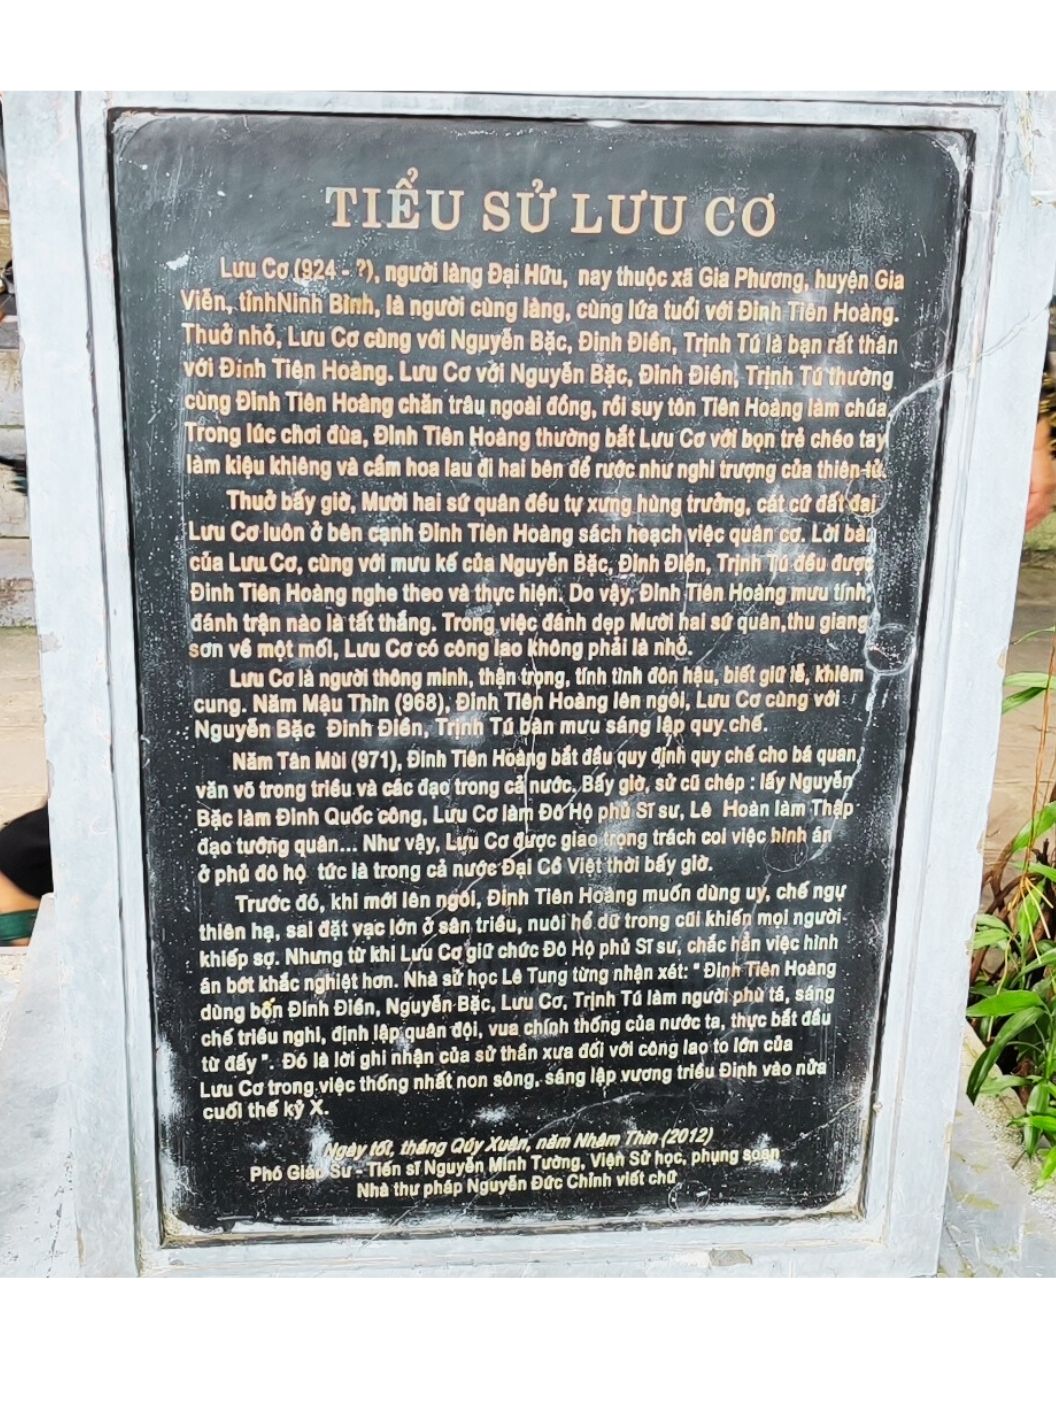 TIỂU SỬ LƯU CƠ
Lưu Cơ (924 - ?), người làng Đại Hữu, nay thuộc xã Gia Phương, huyện Gia
Viễn, tỉnhNinh Bình, là người cùng làng, cùng lứa tuổi với Đinh Tiên Hoàng.
Thuở nhỏ, Lưu Cơ cùng với Nguyễn Bặc, Đinh Điền, Trịnh Tú là bạn rất thân
với Đinh Tiên Hoàng. Lưu Cơ với Nguyễn Bặc, Đinh Điền, Trịnh Tú thường
cùng Đinh Tiên Hoàng chăn trâu ngoài đồng, rồi suy tôn Tiên Hoàng làm chúa.
Trong lúc chơi đùa, Đinh Tiên Hoàng thường bắt Lưu Cơ với bọn trẻ chéo tay
làm kiệu khiêng và cầm hoa lau đi hai bên để rước như nghi trượng của thiên tử.
Thuở bấy giờ, Mười hai sứ quân đều tự xưng hùng trưởng, cát cứ đất đai
Lưu Cơ luôn ở bên cạnh Đinh Tiên Hoàng sách hoạch việc quân cơ. Lời bàn
của Lưu Cơ, cùng với mưu kế của Nguyễn Bặc, Đinh Điền, Trịnh Tú đều được
Đinh Tiên Hoàng nghe theo và thực hiện. Do vậy, Đinh Tiên Hoàng mưu tính,
đánh trận nào là tất thắng. Trong việc đánh dẹp Mười hai sứ quân,thu giang
sơn về một mối, Lưu Cơ có công lao không phải là nhỏ.
Lưu Cơ là người thông minh, thận trọng, tính tình đôn hậu, biết giữ lễ, khiêm
cung. Năm Mậu Thìn (968), Đinh Tiên Hoàng lên ngôi, Lưu Cơ cùng với
Nguyễn Bặc Đinh Điền, Trịnh Tú bàn mưu sáng lập quy chế.
Năm Tân Mùi (971), Đinh Tiên Hoàng bắt đầu quy định quy chế cho bá quan,
văn võ trong triều và các đạo trong cả nước. Bấy giờ, sử cũ chép : lấy Nguyễn
Bặc làm Định Quốc công, Lưu Cơ làm Đô Hộ phủ Sĩ sư, Lê Hoàn làm Thập
đạo tướng quân... Như vậy, Lưu Cơ được giao trọng trách coi việc hình án
ở phủ đô hộ tức là trong cả nước Đại Cồ Việt thời bấy giờ.
Trước đó, khi mới lên ngôi, Đinh Tiên Hoàng muốn dùng uy, chế ngự
thiên hạ, sai đặt vạc lớn ở sân triều, nuôi hổ dữ trong cũi khiến mọi người
khiếp sợ. Nhưng từ khi Lưu Cơ giữ chức Đô Hộ phủ Sĩ sư, chắc hẳn việc hình
án bớt khắc nghiệt hơn. Nhà sử học Lê Tung từng nhận xét: " Đinh Tiên Hoàng
dùng bốn Đinh Điền, Nguyễn Bặc, Lưu Cơ, Trịnh Tú làm người phù tá, sáng
chế triều nghi, định lập quân đội, vua chính thống của nước ta, thực bắt đầu
từ đấy ". Đó là lời ghi nhận của sử thần xưa đối với công lao to lớn của
Lưu Cơ trong việc thống nhất non sông, sáng lập vương triều Đinh vào nửa
cuối thế kỷ X.
Ngày tốt, tháng Qúy Xuân, năm Nhâm Thìn (2012)
Phó Giáo Sư - Tiến sĩ Nguyễn Minh Tường, Viện Sử học, phụng soạn
Nhà thư pháp Nguyễn Đức Chính viết chữ